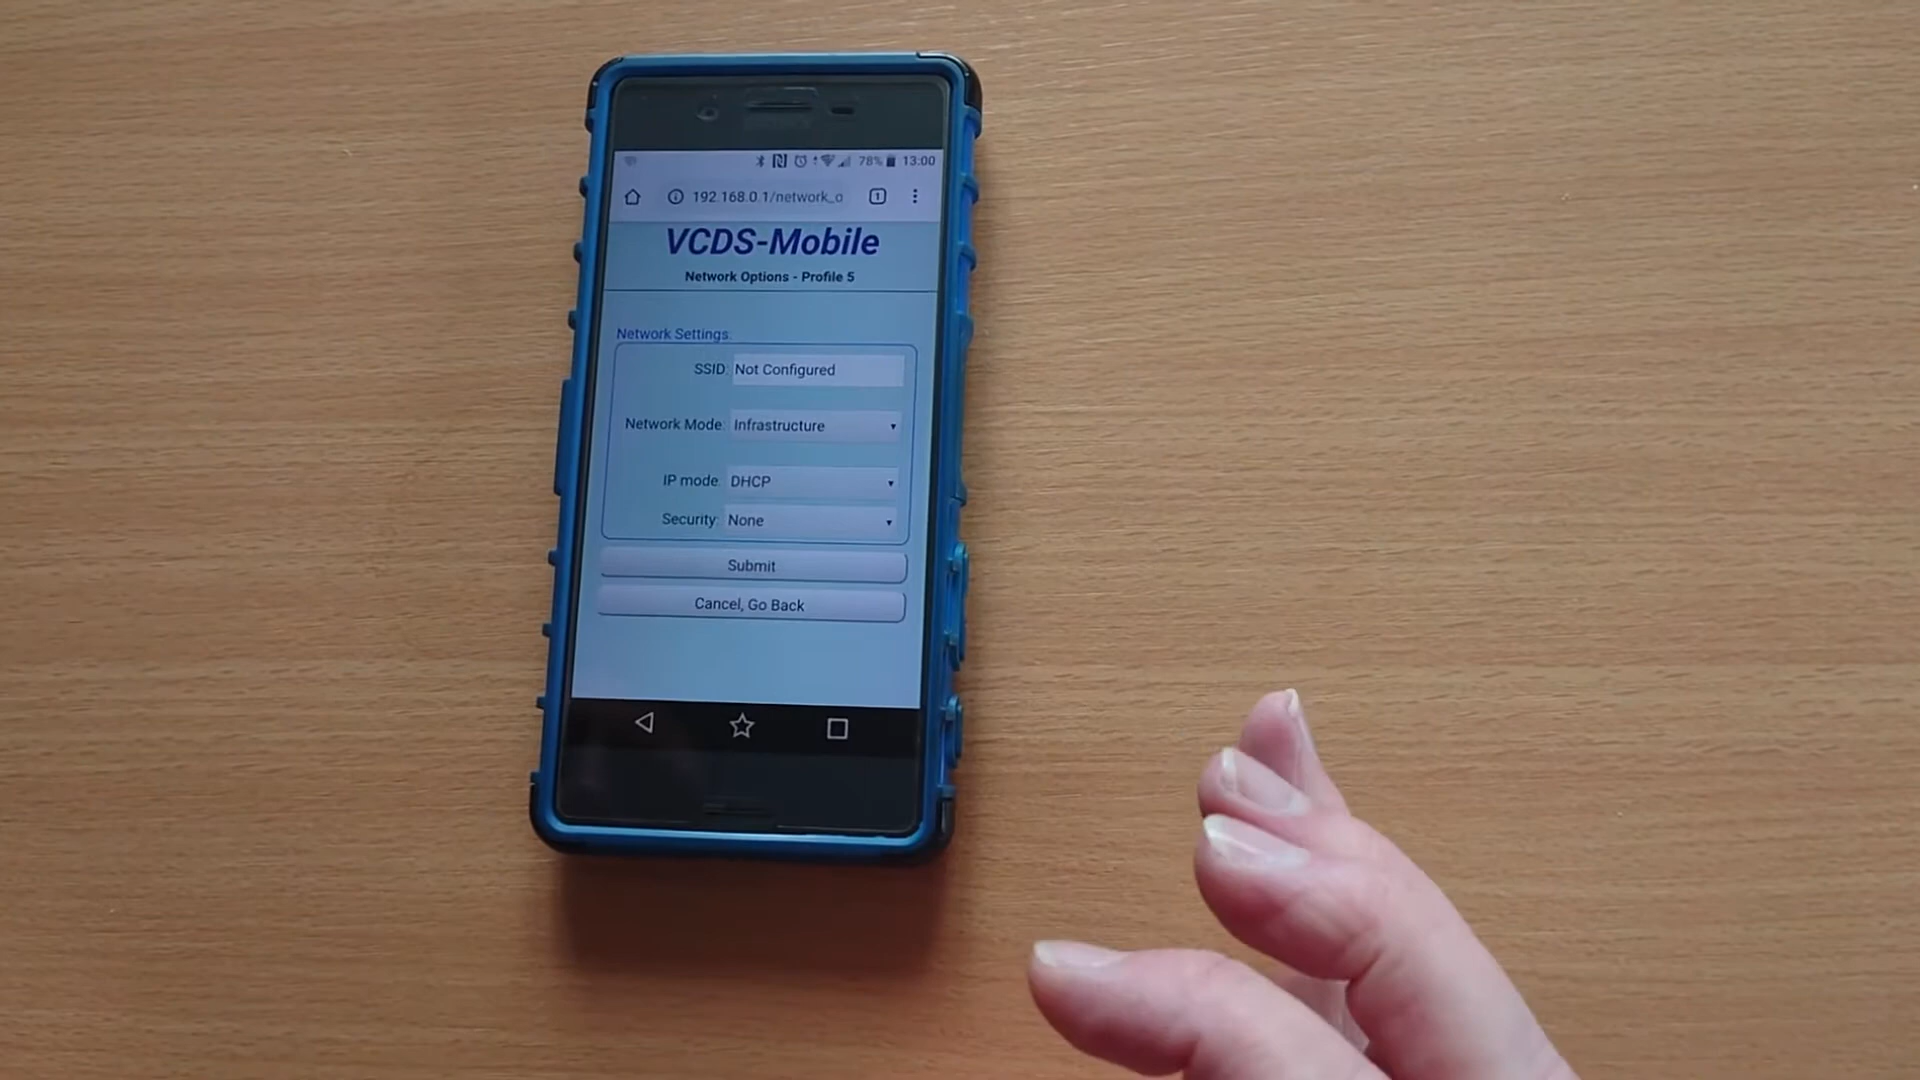 78% 13:00
192.168.0.1/network_o 1
VCDS-Mobile
Network Options - Profile 5
Network Settings:
SSID: Not Configured
Network Mode: Infrastructure
IP mode: DHCP
Security: None
Submit
Cancel, Go Back